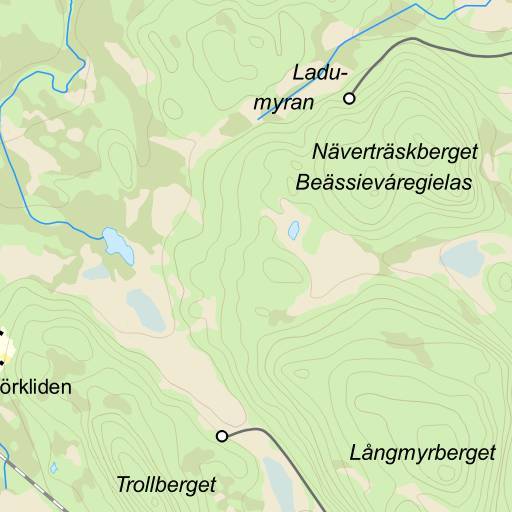 Ladu-
myran
Näverträskberget
Beässieváregielas
örkliden
Långmyrberget
Trollberget